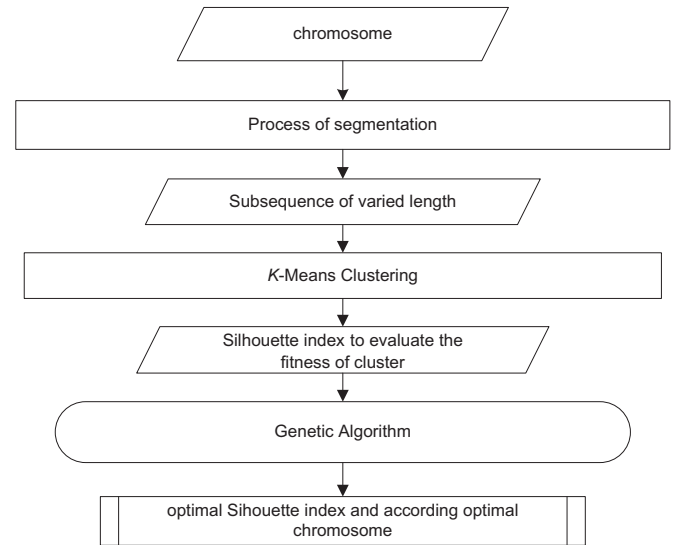 chromosome
Process of segmentation
Subsequence of varied length
K-Means Clustering
Silhouette index to evaluate the
fitness of cluster
Genetic Algorithm
optimal Sihouette index and according optimal
chromosome